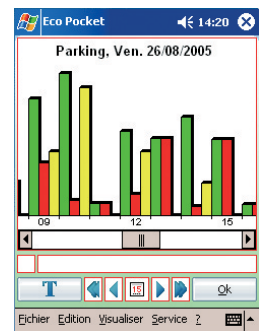 Eco Pocket 14:20
Parking, Ven. 26/08/2005
09 12 15
T 15 Ok
Fichier Edition Visualiser Service ?